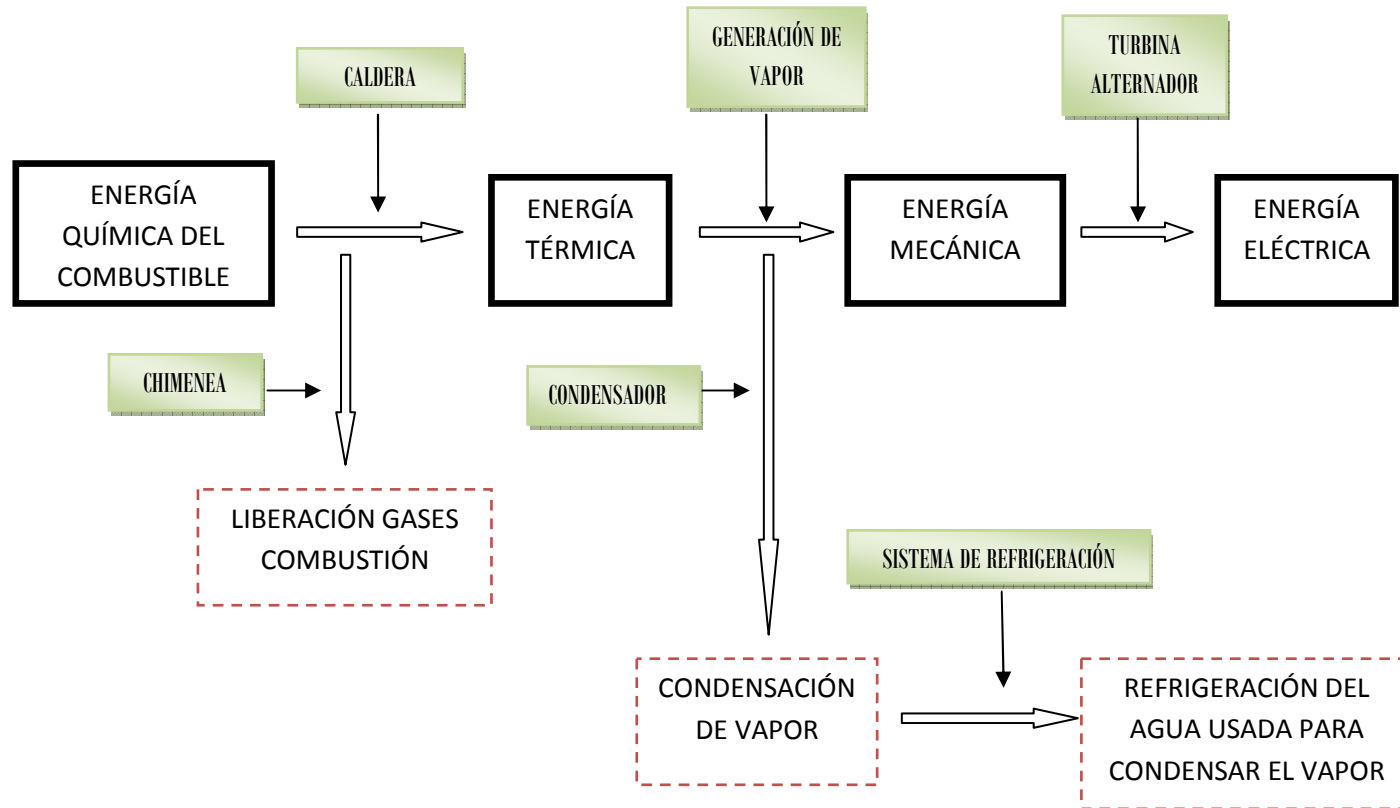 CALDERA
GENERACIÓN DE
VAPOR
TURBINA
ALTERNADOR
ENERGÍA
QUÍMICA DEL
COMBUSTIBLE
ENERGÍA
TÉRMICA
ENERGÍA
MECÁNICA
ENERGÍA
ELÉCTRICA
CHIMENEA
CONDENSADOR
LIBERACIÓN GASES
COMBUSTIÓN
SISTEMA DE REFRIGERACIÓN
CONDENSACIÓN
DE VAPOR
REFRIGERACIÓN DEL
AGUA USADA PARA
CONDENSAR EL VAPOR